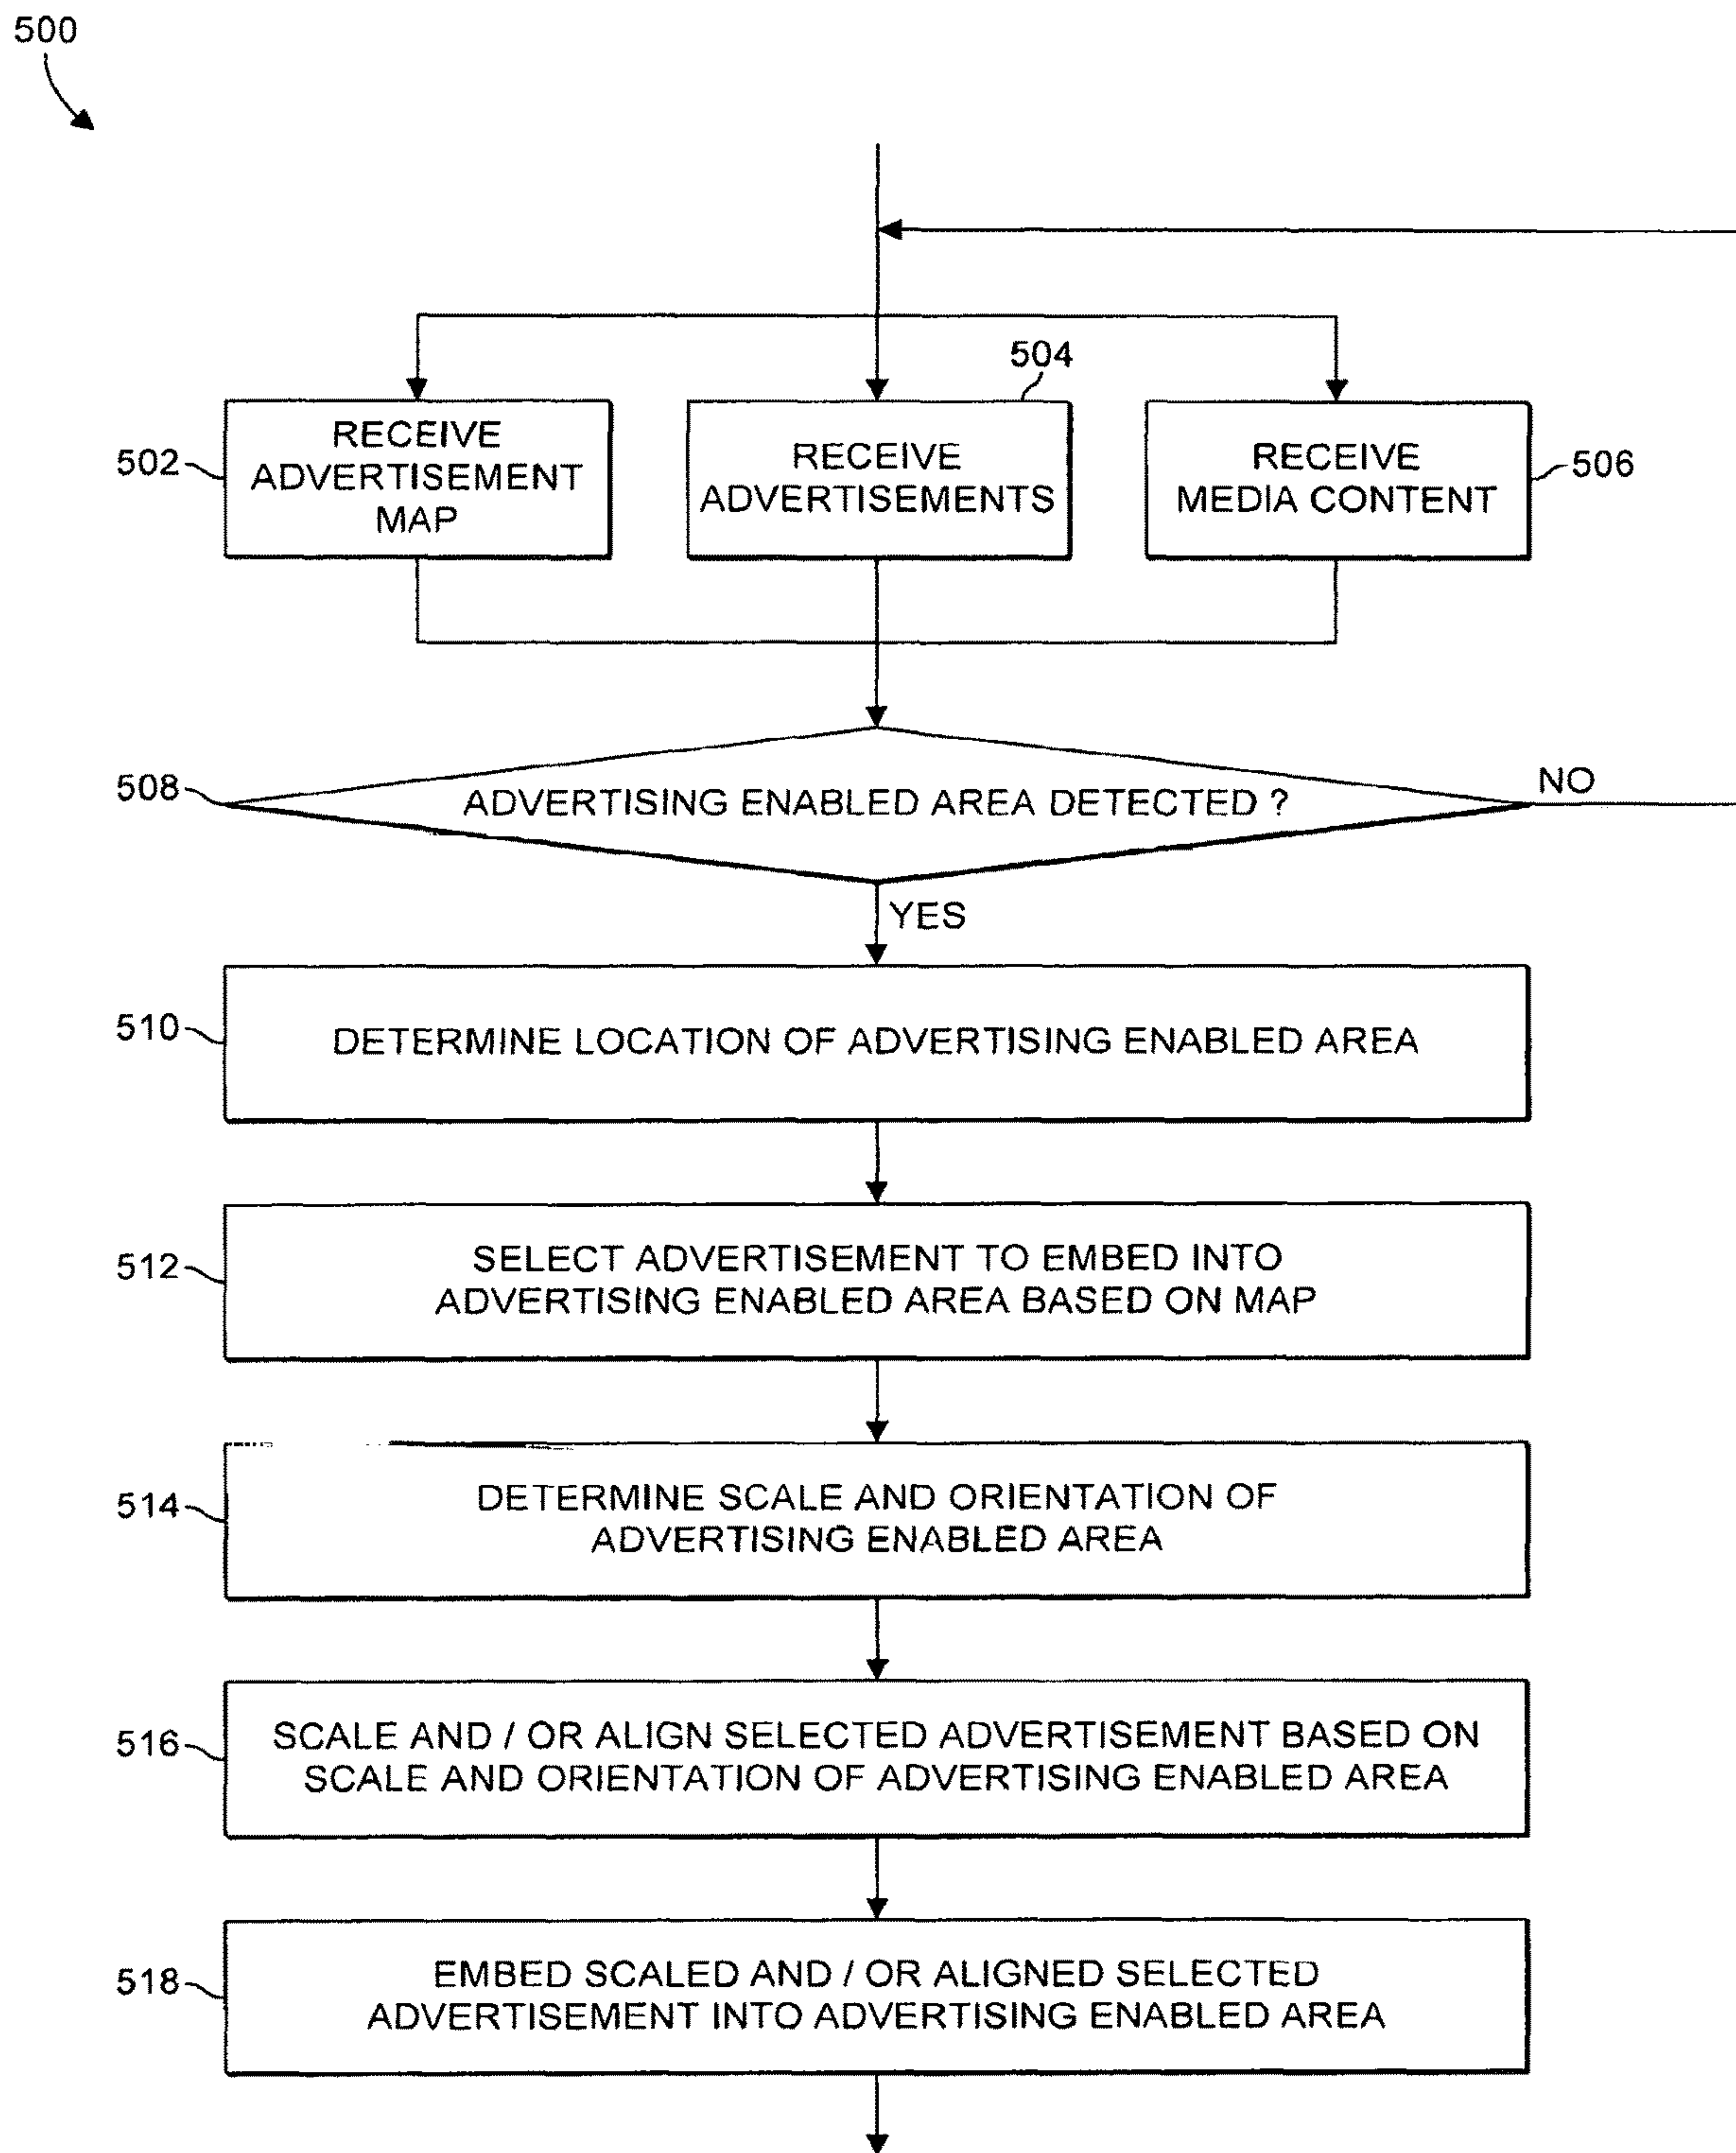 500
504
502
RECEIVE
ADVERTISEMENT
MAP
RECEIVE
ADVERTISEMENTS
RECEIVE
MEDIA CONTENT
506
508
ADVERTISING ENABLED AREA DETECTED ?
NO
YES
510
DETERMINE LOCATION OF ADVERTISING ENABLED AREA
512
SELECT ADVERTISEMENT TO EMBED INTO
ADVERTISING ENABLED AREA BASED ON MAP
514
DETERMINE SCALE AND ORIENTATION OF
ADVERTISING ENABLED AREA
516
SCALE AND / OR ALIGN SELECTED ADVERTISEMENT BASED ON
SCALE AND ORIENTATION OF ADVERTISING ENABLED AREA
518
EMBED SCALED AND / OR ALIGNED SELECTED
ADVERTISEMENT INTO ADVERTISING ENABLED AREA